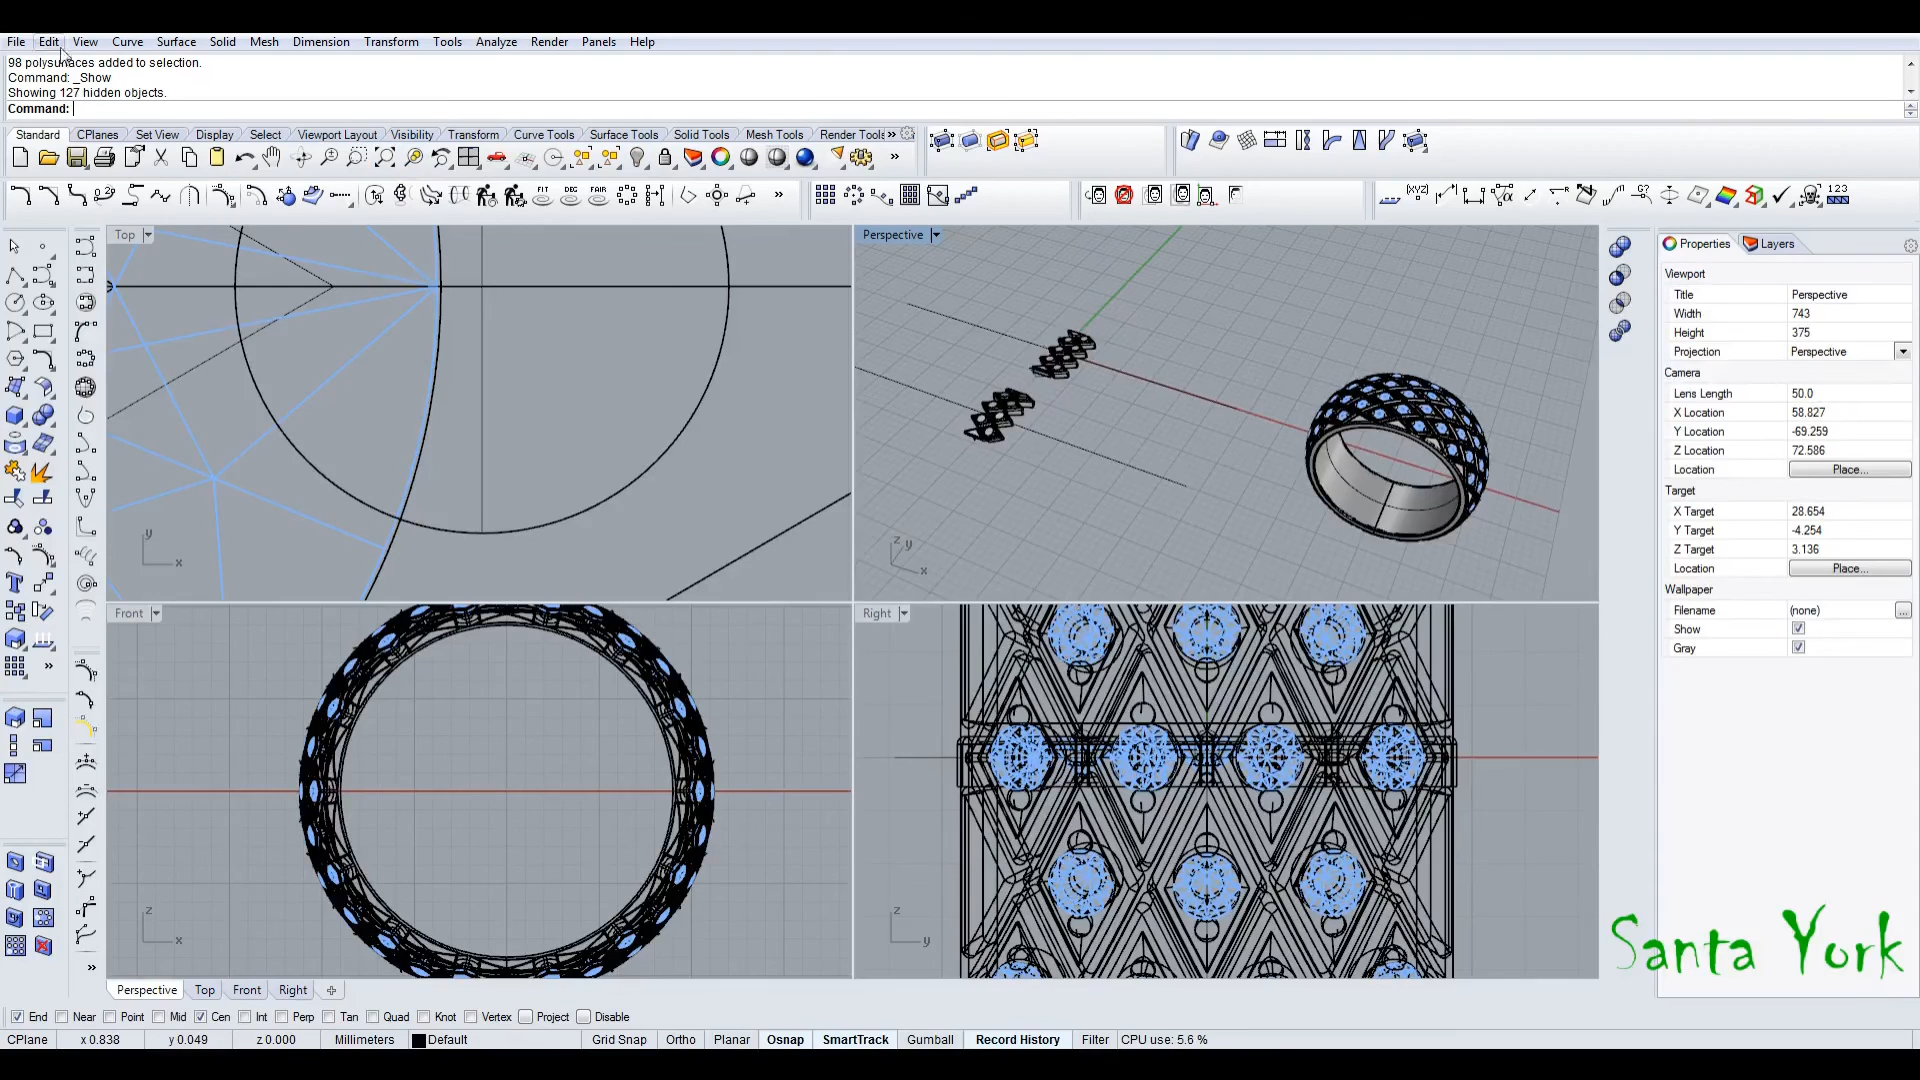 File Edit View Curve Surface Solid Mesh Dimension Transform Tools Analyze Render Panels Help
98 polysurfaces added to selection.
Command: _Show
Showing 127 hidden objects.
Command:
Standard CPlanes Set View Display Select Viewport Layout Visibility Transform Curve Tools Surface Tools Solid Tools Mesh Tools Render Tools
FIT DEG FAIR
XYZ G? 123
Top
Perspective
y
x
z y
x
Front
Right
z
x
z
y
Properties Layers
Viewport
Title Perspective
Width 743
Height 375
Projection Perspective
Camera
Lens Length 50.0
X Location 58.827
Y Location -69.259
Z Location 72.586
Location Place...
Target
X Target 28.654
Y Target -4.254
Z Target 3.136
Location Place...
Wallpaper
Filename (none) ...
Show
Gray
Santa York
Perspective Top Front Right
End Near Point Mid Cen Int Perp Tan Quad Knot Vertex Project Disable
CPlane x 0.838 y 0.049 z 0.000 Millimeters Default Grid Snap Ortho Planar Osnap SmartTrack Gumball Record History Filter CPU use: 5.6 %